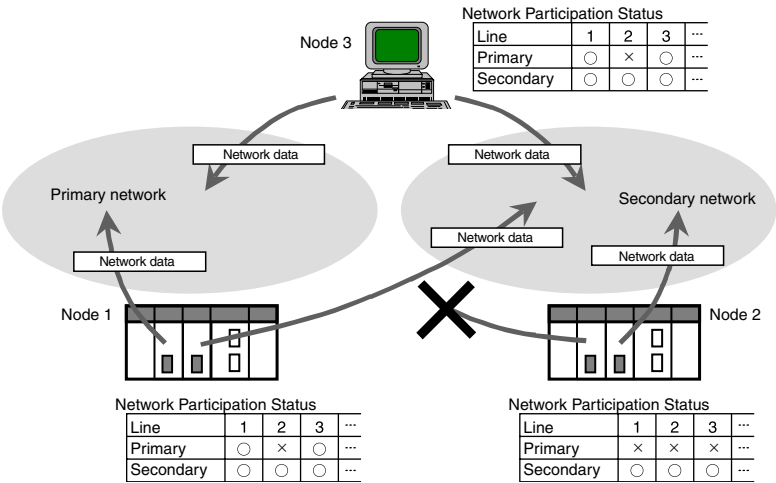 Network Participation Status
Line 1 2 3 ...
Primary ○ × ○ ...
Secondary ○ ○ ○ ...
Node 3
Network data
Network data
Primary network
Secondary network
Network data
Network data
Network data
Node 1
Node 2
Network Participation Status
Line 1 2 3 ...
Primary ○ × ○ ...
Secondary ○ ○ ○ ...
Network Participation Status
Line 1 2 3 ...
Primary × × × ...
Secondary ○ ○ ○ ...